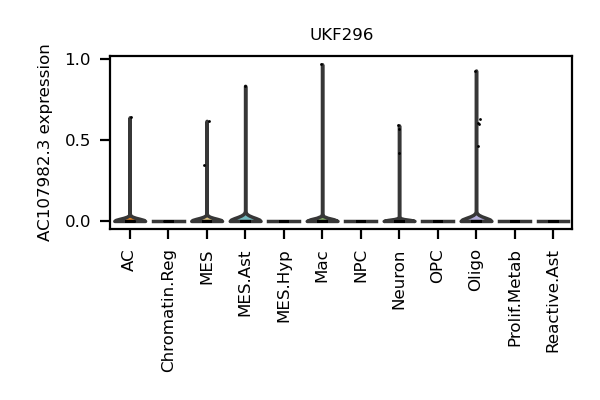 UKF296
AC107982.3 expression
1.0
0.5
0.0
AC
Chromatin.Reg
MES
MES.Ast
MES.Hyp
Mac
NPC
Neuron
OPC
Oligo
Prolif.Metab
Reactive.Ast